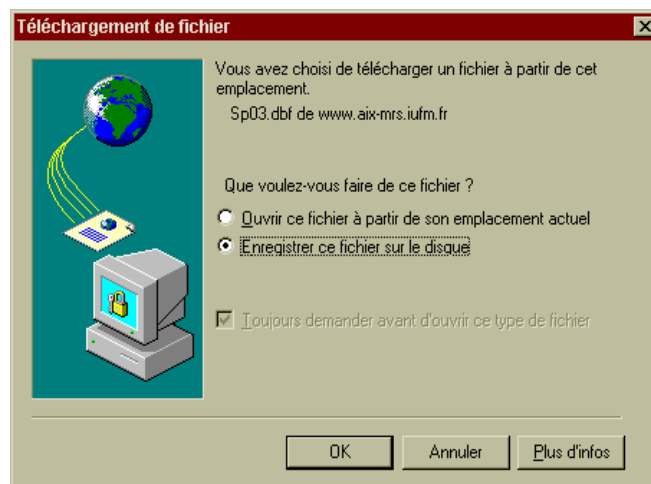 Téléchargement de fichier
Vous avez choisi de télécharger un fichier à partir de cet
emplacement.
Sp03.dbf de www.aix-mrs.iufm.fr
Que voulez-vous faire de ce fichier ?
Ouvrir ce fichier à partir de son emplacement actuel
Enregistrer ce fichier sur le disque
Toujours demander avant d'ouvrir ce type de fichier
OK Annuler Plus d'infos